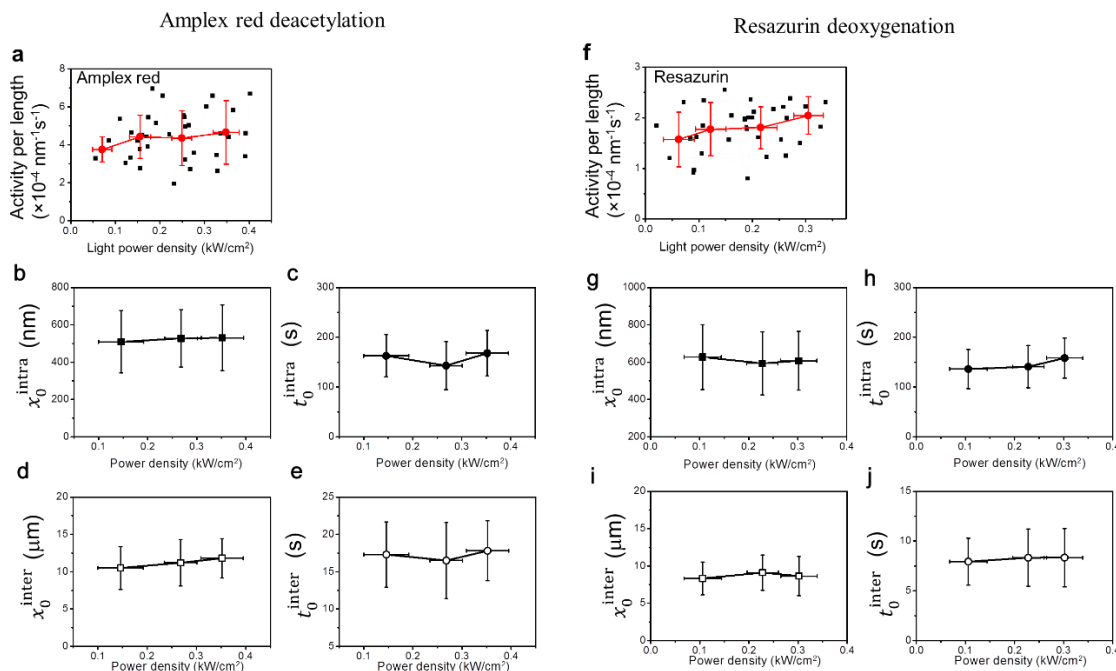 Amplex red deacetylation
Resazurin deoxygenation
a
Amplex red
Activity per length
(×10⁻⁴ nm⁻¹s⁻¹)
8
6
4
2
0
0.0 0.1 0.2 0.3 0.4
Light power density (kW/cm²)
f
Resazurin
Activity per length
(×10⁻⁴ nm⁻¹s⁻¹)
3
2
1
0
0.1 0.2 0.3
Light power density (kW/cm²)
b
x₀^intra (nm)
800
600
400
200
0
0.1 0.2 0.3 0.4
Power density (kW/cm²)
c
t₀^intra (s)
300
200
100
0
0.1 0.2 0.3 0.4
Power density (kW/cm²)
g
x₀^intra (nm)
1000
800
600
400
200
0.0 0.1 0.2 0.3 0.4
Power density (kW/cm²)
h
t₀^intra (s)
300
200
100
0
0.0 0.1 0.2 0.3 0.4
Power density (kW/cm²)
d
x₀^inter (μm)
20
15
10
5
0
0.1 0.2 0.3 0.4
Power density (kW/cm²)
e
t₀^inter (s)
25
20
15
10
5
0.1 0.2 0.3 0.4
Power density (kW/cm²)
i
x₀^inter (μm)
20
15
10
5
0
0.0 0.1 0.2 0.3 0.4
Power density (kW/cm²)
j
t₀^inter (s)
15
10
5
0
0.0 0.1 0.2 0.3 0.4
Power density (kW/cm²)